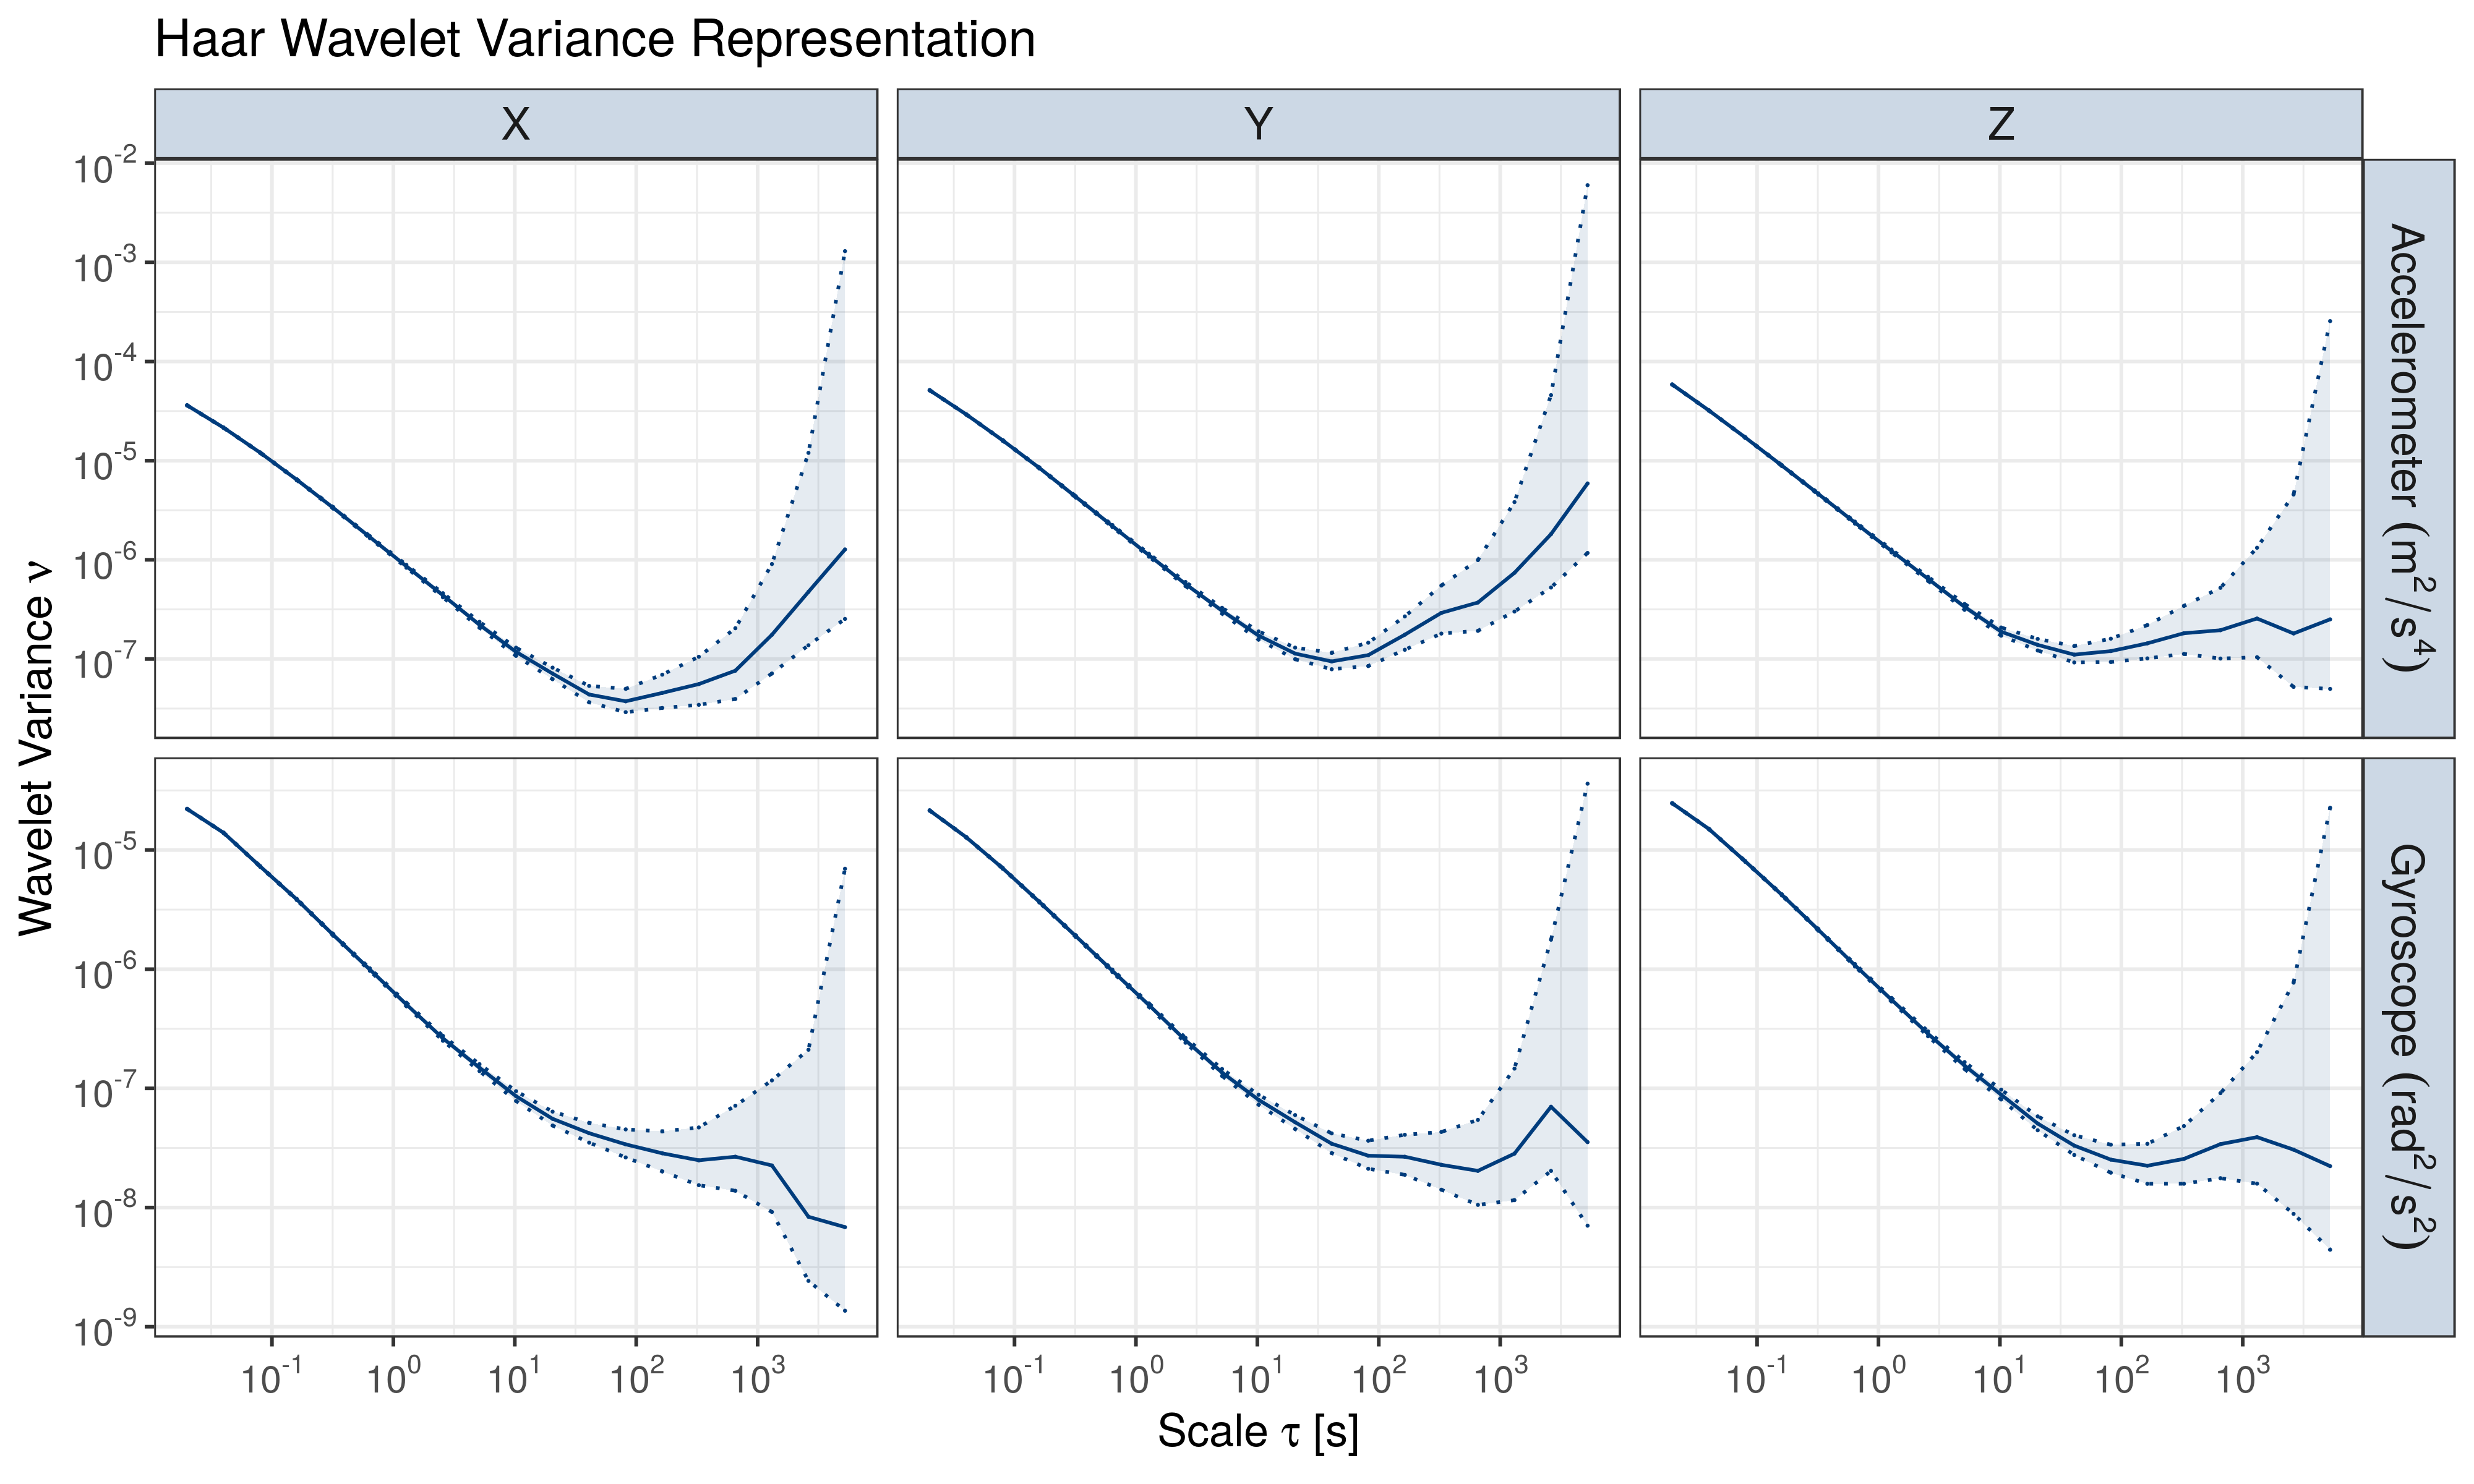 Haar Wavelet Variance Representation
X Y Z
Wavelet Variance ν
10^-2
10^-3
10^-4
10^-5
10^-6
10^-7
Accelerometer (m^2/s^4)
10^-5
10^-6
10^-7
10^-8
10^-9
Gyroscope (rad^2/s^2)
10^-1 10^0 10^1 10^2 10^3 10^-1 10^0 10^1 10^2 10^3 10^-1 10^0 10^1 10^2 10^3
Scale τ [s]